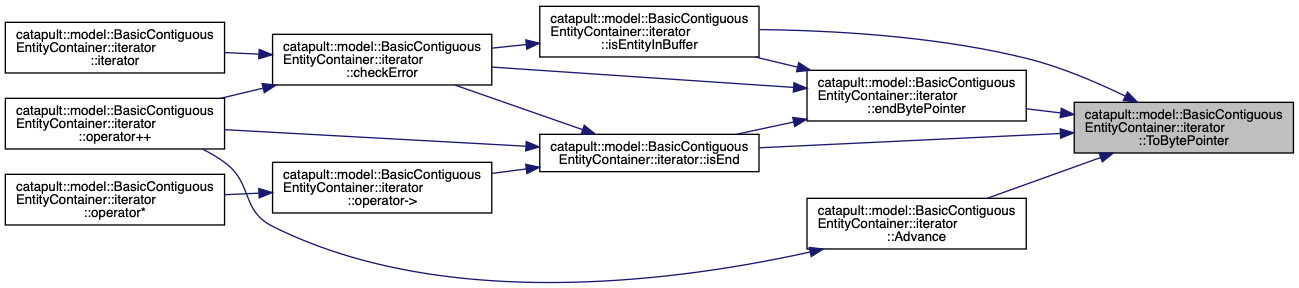 catapult::model::BasicContiguous
EntityContainer::iterator
::iterator
catapult::model::BasicContiguous
EntityContainer::iterator
::operator++
catapult::model::BasicContiguous
EntityContainer::iterator
::operator*
catapult::model::BasicContiguous
EntityContainer::iterator
::checkError
catapult::model::BasicContiguous
EntityContainer::iterator
::operator->
catapult::model::BasicContiguous
EntityContainer::iterator
::isEntityInBuffer
catapult::model::BasicContiguous
EntityContainer::iterator::isEnd
catapult::model::BasicContiguous
EntityContainer::iterator
::endBytePointer
catapult::model::BasicContiguous
EntityContainer::iterator
::Advance
catapult::model::BasicContiguous
EntityContainer::iterator
::ToBytePointer